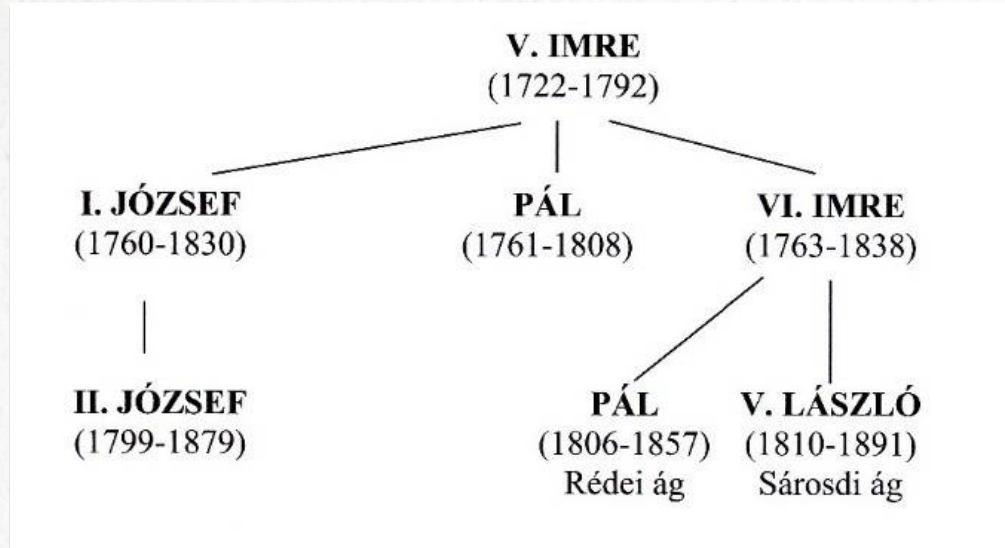 V. IMRE
(1722-1792)
I. JÓZSEF
(1760-1830)
PÁL
(1761-1808)
VI. IMRE
(1763-1838)
II. JÓZSEF
(1799-1879)
PÁL
(1806-1857)
Rédei ág
V. LÁSZLÓ
(1810-1891)
Sárosdi ág